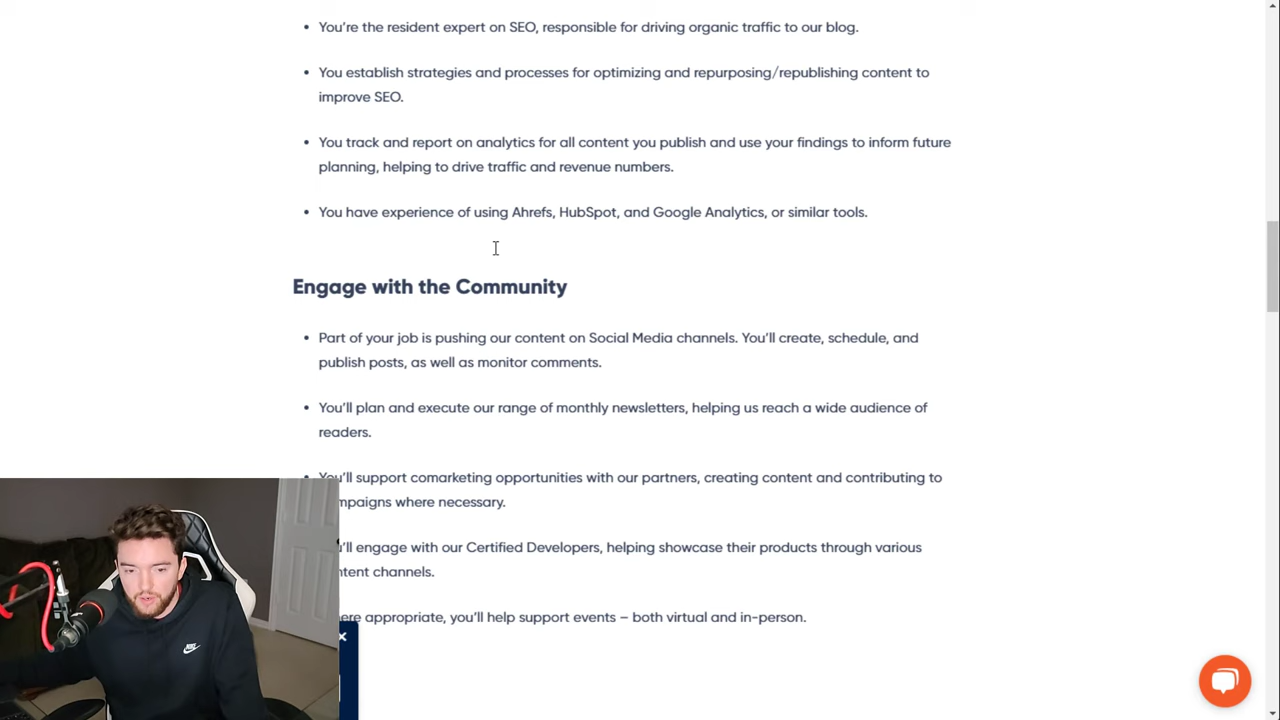 You're the resident expert on SEO, responsible for driving organic traffic to our blog.
You establish strategies and processes for optimizing and repurposing/republishing content to
improve SEO.
You track and report on analytics for all content you publish and use your findings to inform future
planning, helping to drive traffic and revenue numbers.
You have experience of using Ahrefs, HubSpot, and Google Analytics, or similar tools.
Engage with the Community
Part of your job is pushing our content on Social Media channels. You'll create, schedule, and
publish posts, as well as monitor comments.
You'll plan and execute our range of monthly newsletters, helping us reach a wide audience of
readers.
You'll support comarketing opportunities with our partners, creating content and contributing to
mpaigns where necessary.
'll engage with our Certified Developers, helping showcase their products through various
ntent channels.
ere appropriate, you'll help support events – both virtual and in-person.